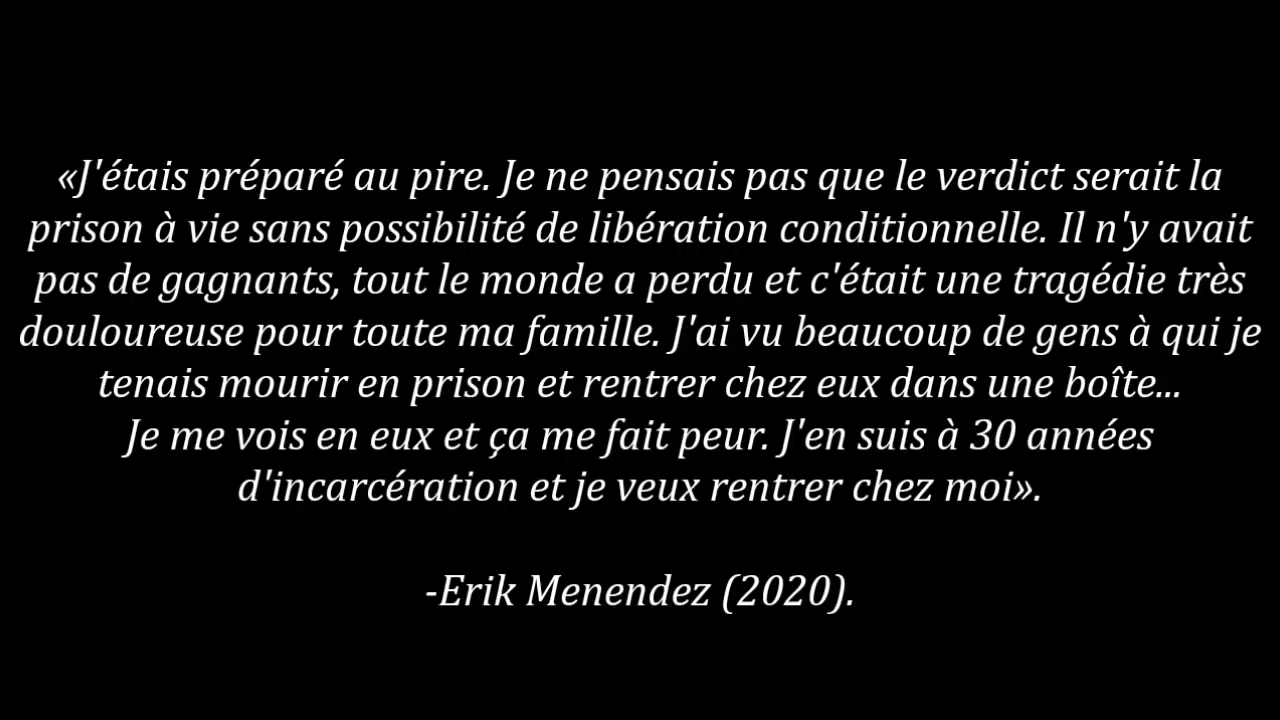 «J'étais préparé au pire. Je ne pensais pas que le verdict serait la
prison à vie sans possibilité de libération conditionnelle. Il n'y avait
pas de gagnants, tout le monde a perdu et c'était une tragédie très
douloureuse pour toute ma famille. J'ai vu beaucoup de gens à qui je
tenais mourir en prison et rentrer chez eux dans une boîte...
Je me vois en eux et ça me fait peur. J'en suis à 30 années
d'incarcération et je veux rentrer chez moi».
-Erik Menendez (2020).